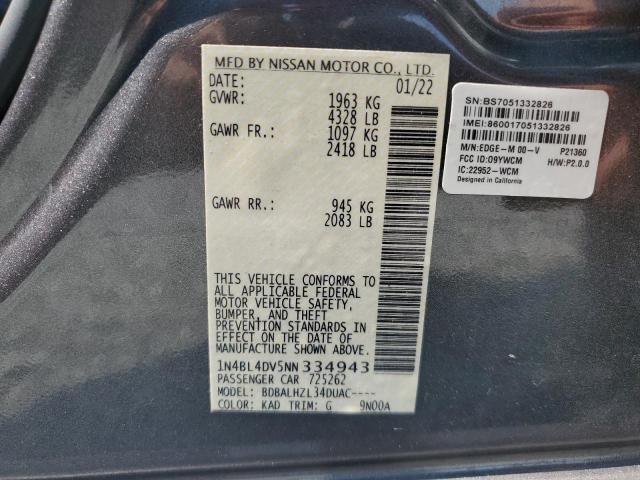 MFD BY NISSAN MOTOR CO., LTD.
DATE: 01/22
GVWR: 1963 KG
4328 LB
GAWR FR.: 1097 KG
2418 LB
GAWR RR.: 945 KG
2083 LB
THIS VEHICLE CONFORMS TO
ALL APPLICABLE FEDERAL
MOTOR VEHICLE SAFETY,
BUMPER, AND THEFT
PREVENTION STANDARDS IN
EFFECT ON THE DATE OF
MANUFACTURE SHOWN ABOVE.
1N4BL4DV5NN334943
PASSENGER CAR 725262
MODEL: BDBALHZL34DUAC----
COLOR: KAD TRIM: G 9N00A
SN:BS7051332826
IMEI:860017051332826
M/N:EDGE-M 00-V P21360
FCC ID:09YWCM H/W:P2.0.0
IC:22952-WCM
Designed in California